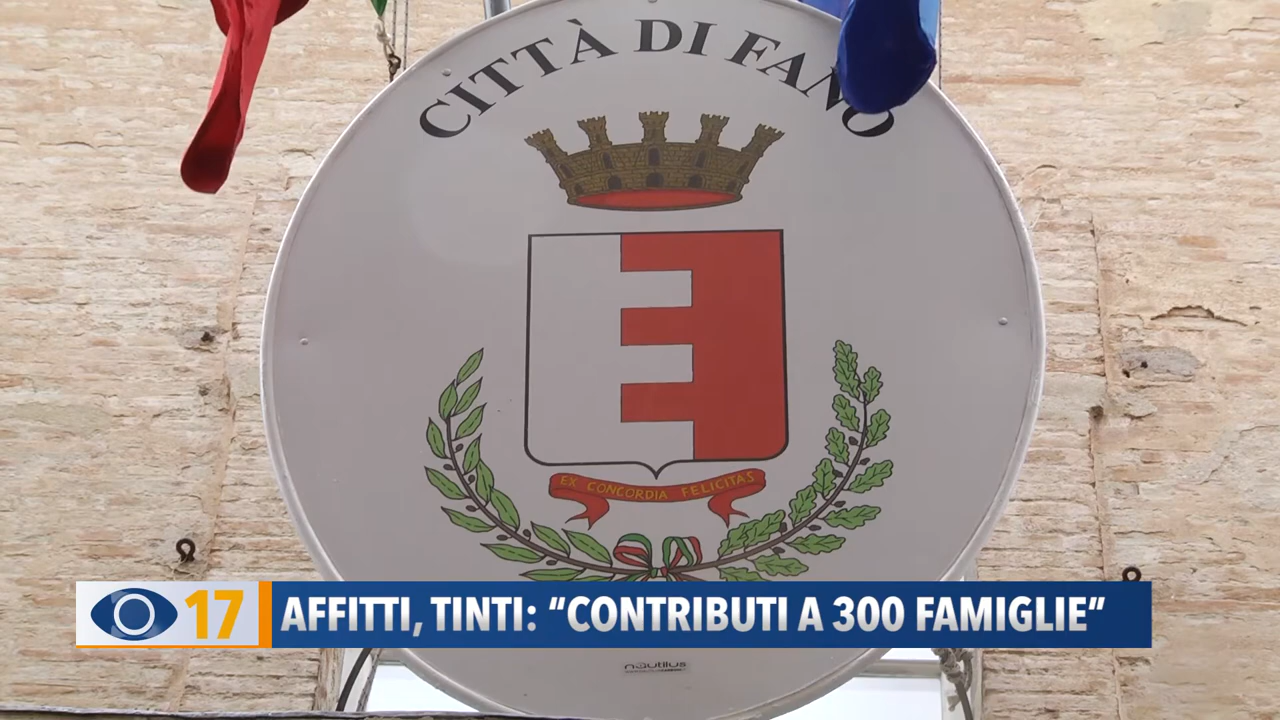 CITTÀ DI FANO
EX CONCORDIA FELICITAS
17
AFFITTI, TINTI: “CONTRIBUTI A 300 FAMIGLIE”
nautilus